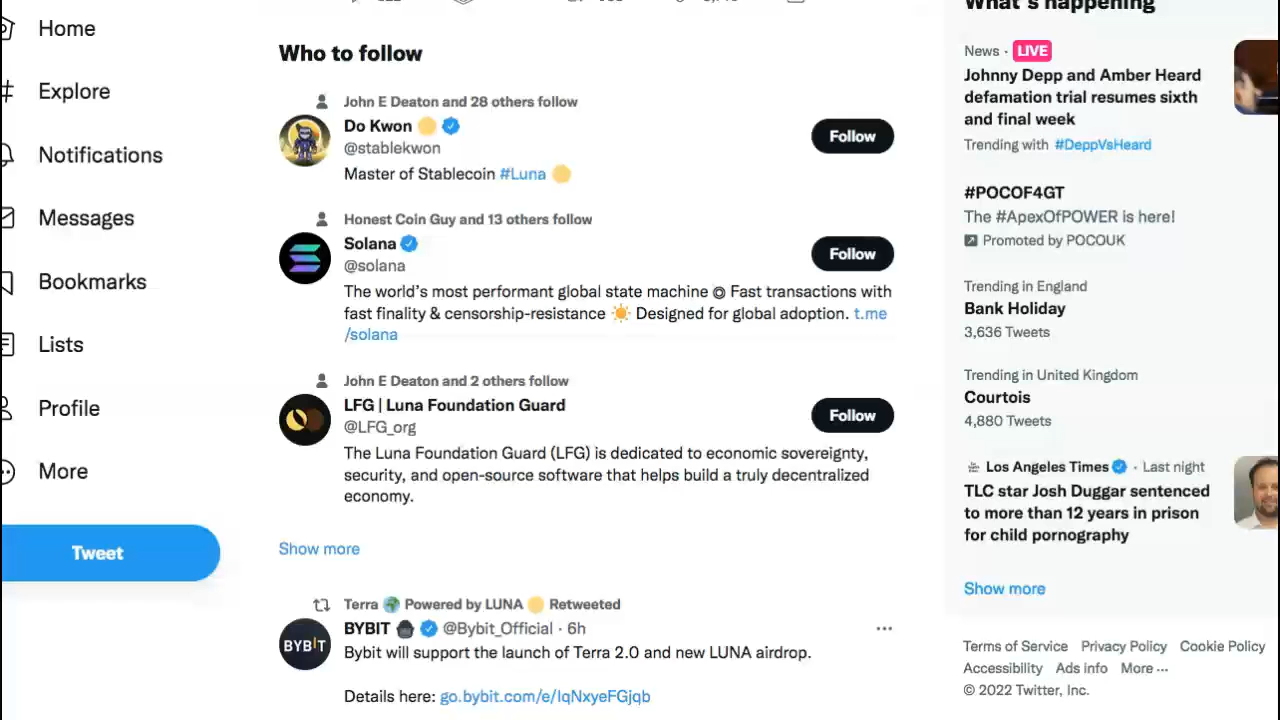 Home
Explore
Notifications
Messages
Bookmarks
Lists
Profile
More
Tweet
Who to follow
John E Deaton and 28 others follow
Do Kwon
@stablekwon
Master of Stablecoin #Luna
Follow
Honest Coin Guy and 13 others follow
Solana
@solana
The world's most performant global state machine Fast transactions with
fast finality & censorship-resistance Designed for global adoption. t.me
/solana
Follow
John E Deaton and 2 others follow
LFG | Luna Foundation Guard
@LFG_org
The Luna Foundation Guard (LFG) is dedicated to economic sovereignty,
security, and open-source software that helps build a truly decentralized
economy.
Follow
Show more
Terra Powered by LUNA Retweeted
BYBIT
BYBIT @Bybit_Official · 6h
Bybit will support the launch of Terra 2.0 and new LUNA airdrop.
Details here: go.bybit.com/e/IqNxyeFGjqb
What's happening
News · LIVE
Johnny Depp and Amber Heard
defamation trial resumes sixth
and final week
Trending with #DeppVsHeard
#POCOF4GT
The #ApexOfPOWER is here!
Promoted by POCOUK
Trending in England
Bank Holiday
3,636 Tweets
Trending in United Kingdom
Courtois
4,880 Tweets
Los Angeles Times · Last night
TLC star Josh Duggar sentenced
to more than 12 years in prison
for child pornography
Show more
Terms of Service Privacy Policy Cookie Policy
Accessibility Ads info More ···
© 2022 Twitter, Inc.